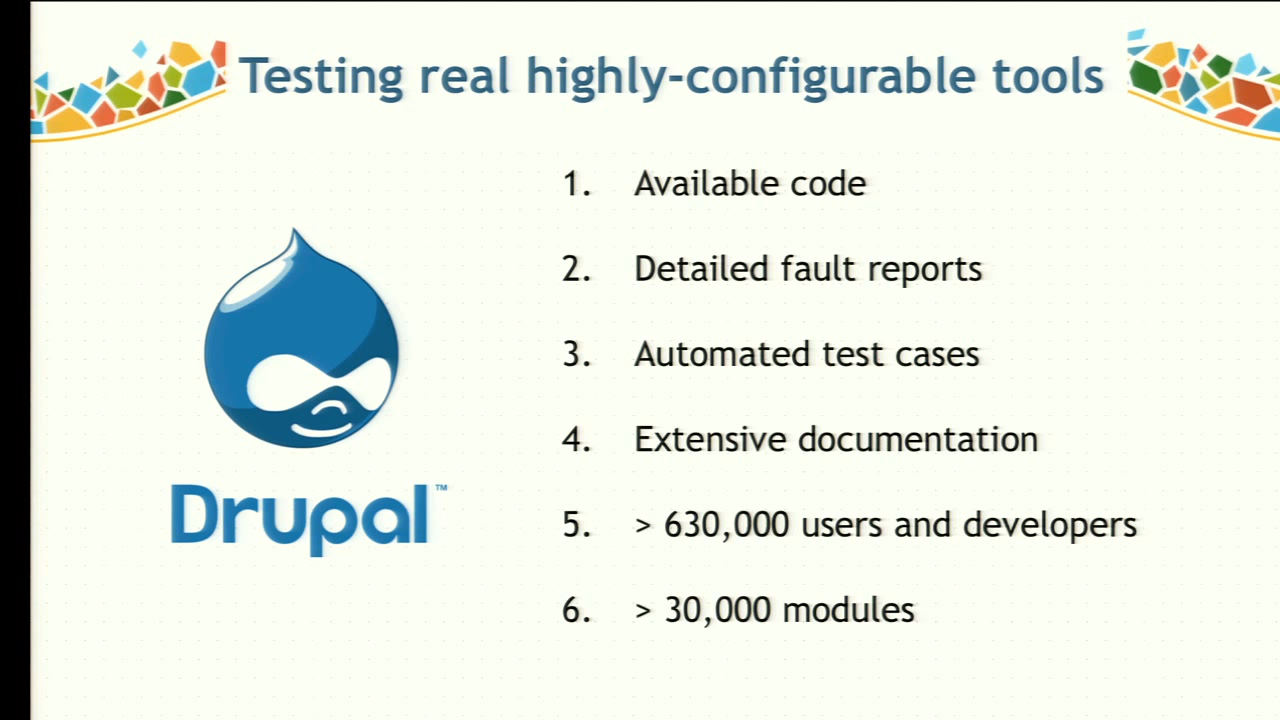 Testing real highly-configurable tools
1. Available code
2. Detailed fault reports
3. Automated test cases
4. Extensive documentation
5. > 630,000 users and developers
6. > 30,000 modules
Drupal™